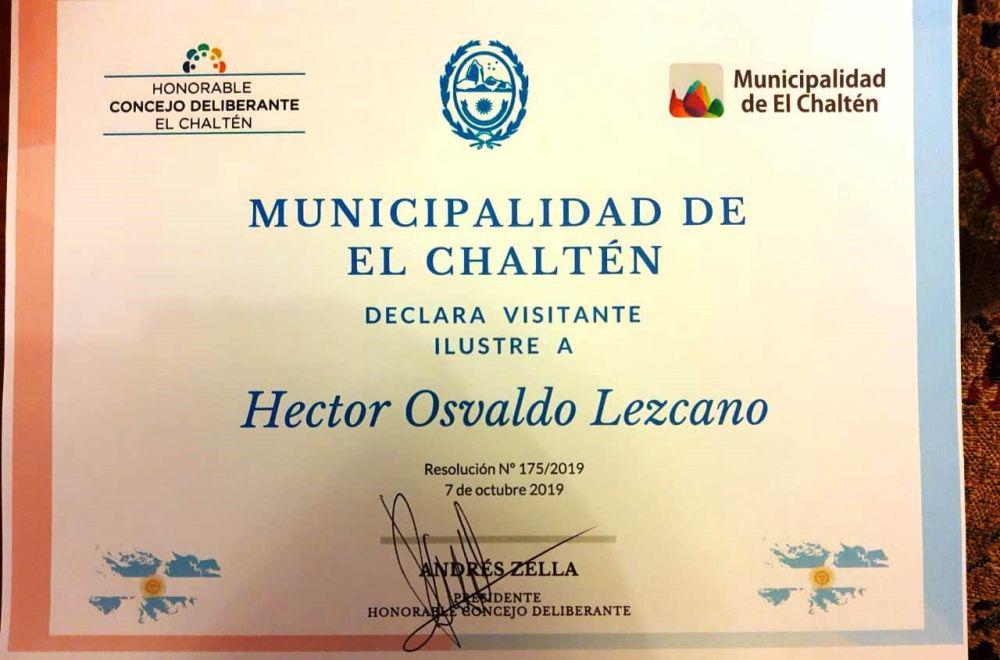 HONORABLE
CONCEJO DELIBERANTE
EL CHALTÉN
Municipalidad
de El Chaltén
MUNICIPALIDAD DE
EL CHALTÉN
DECLARA VISITANTE
ILUSTRE A
Hector Osvaldo Lezcano
Resolución N° 175/2019
7 de octubre 2019
ANDRÉS ZELLA
PRESIDENTE
HONORABLE CONCEJO DELIBERANTE